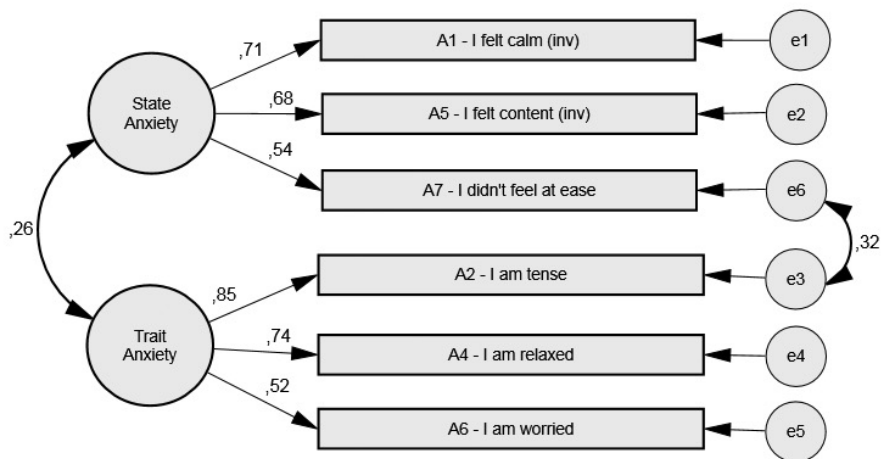 A1 - I felt calm (inv)
e1
,71
State
Anxiety
,68
A5 - I felt content (inv)
e2
,54
A7 - I didn't feel at ease
e6
,26
,32
A2 - I am tense
e3
,85
Trait
Anxiety
,74
A4 - I am relaxed
e4
,52
A6 - I am worried
e5